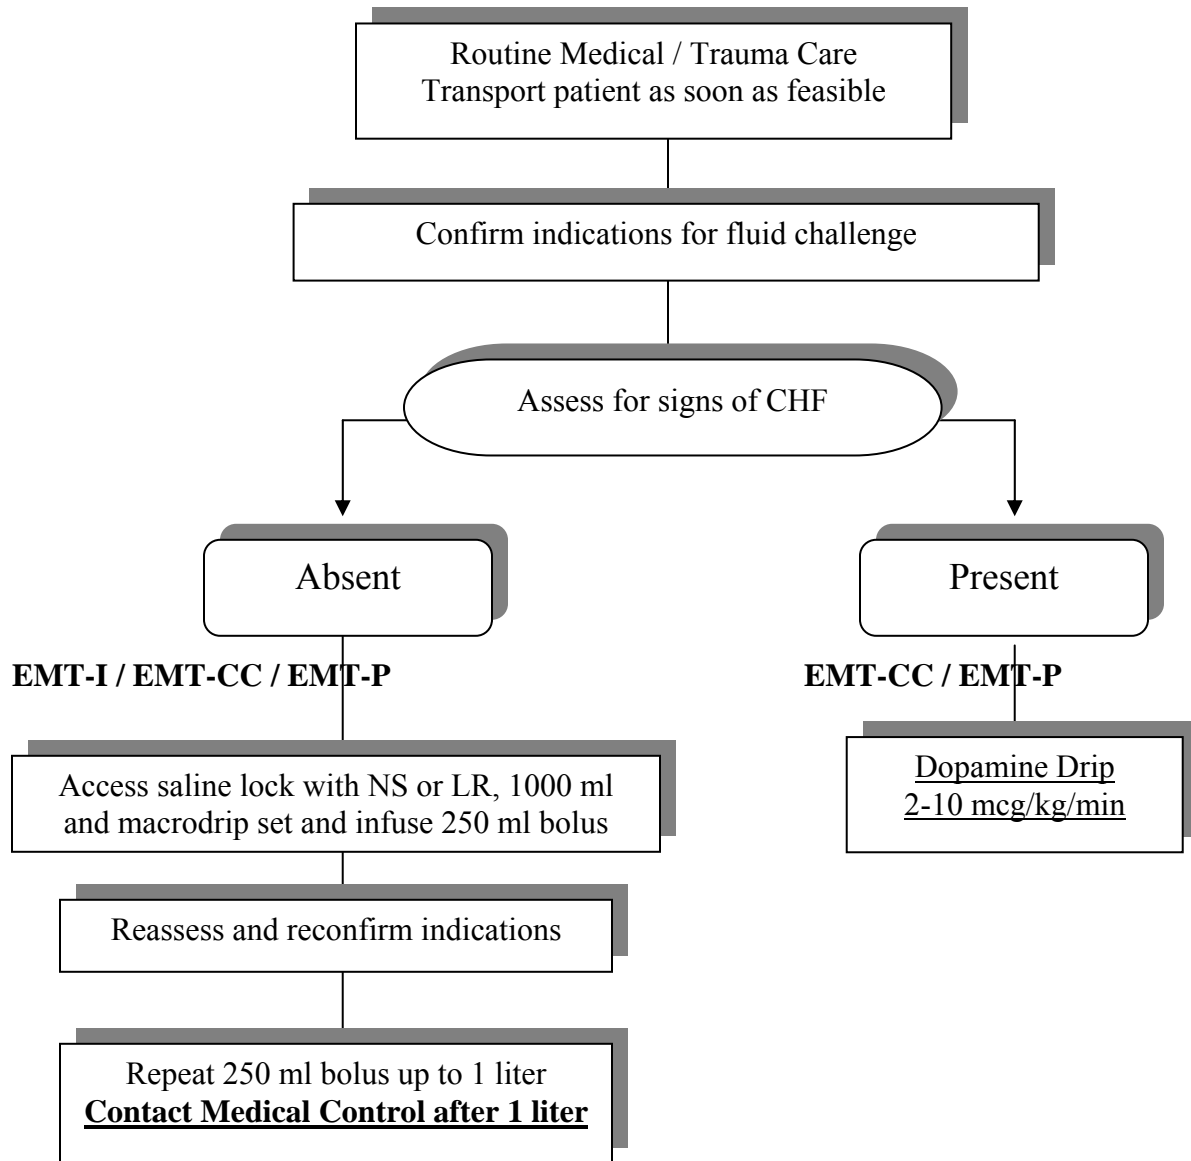 Routine Medical / Trauma Care
Transport patient as soon as feasible
Confirm indications for fluid challenge
Assess for signs of CHF
Absent
Present
EMT-I / EMT-CC / EMT-P
EMT-CC / EMT-P
Access saline lock with NS or LR, 1000 ml
and macrodrip set and infuse 250 ml bolus
Dopamine Drip
2-10 mcg/kg/min
Reassess and reconfirm indications
Repeat 250 ml bolus up to 1 liter
Contact Medical Control after 1 liter